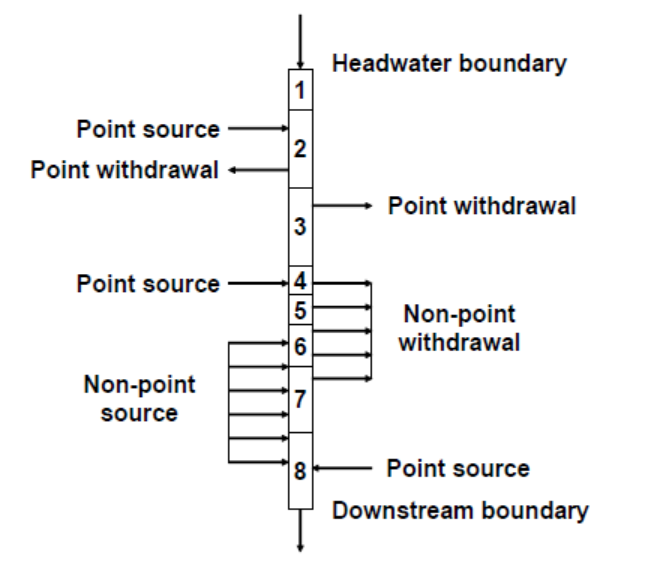 Headwater boundary
1
Point source
2
Point withdrawal
Point withdrawal
3
Point source
4
5
Non-point
withdrawal
6
Non-point
source
7
8
Point source
Downstream boundary